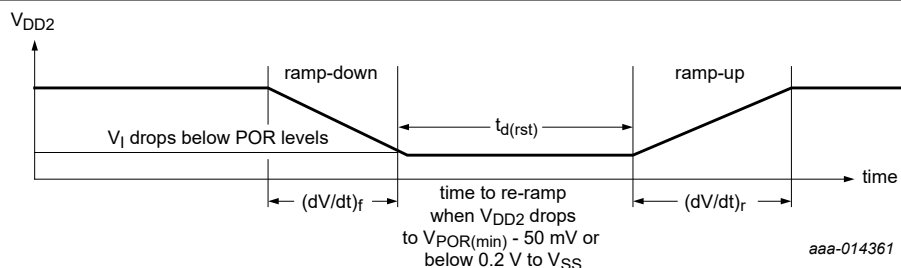 VDD2
ramp-down
ramp-up
td(rst)
VI drops below POR levels
time
(dV/dt)f
time to re-ramp
when VDD2 drops
to VPOR(min) - 50 mV or
below 0.2 V to VSS
(dV/dt)r
aaa-014361